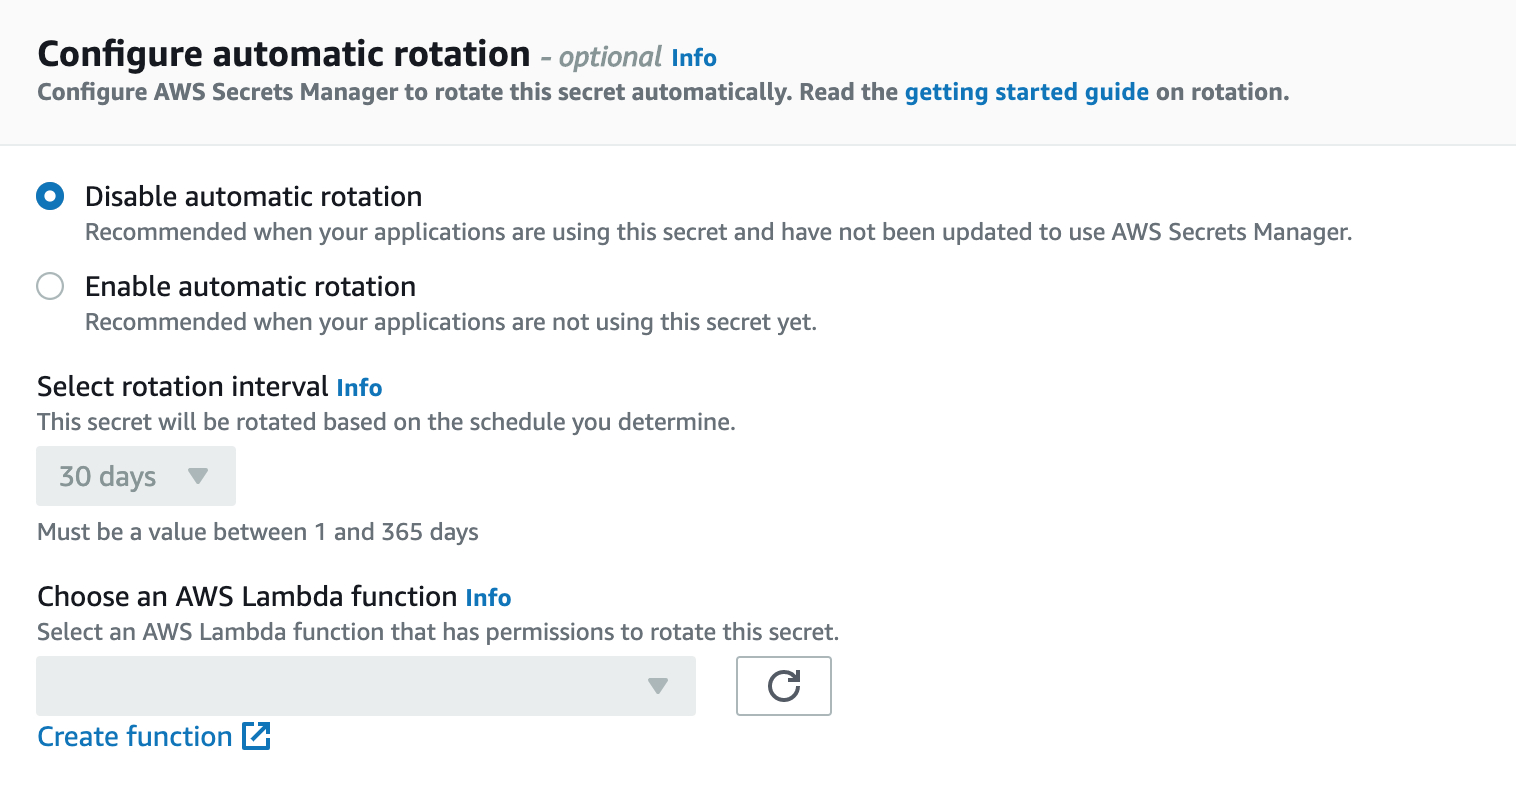 Configure automatic rotation - optional Info
Configure AWS Secrets Manager to rotate this secret automatically. Read the getting started guide on rotation.
Disable automatic rotation
Recommended when your applications are using this secret and have not been updated to use AWS Secrets Manager.
Enable automatic rotation
Recommended when your applications are not using this secret yet.
Select rotation interval Info
This secret will be rotated based on the schedule you determine.
30 days
Must be a value between 1 and 365 days
Choose an AWS Lambda function Info
Select an AWS Lambda function that has permissions to rotate this secret.
Create function